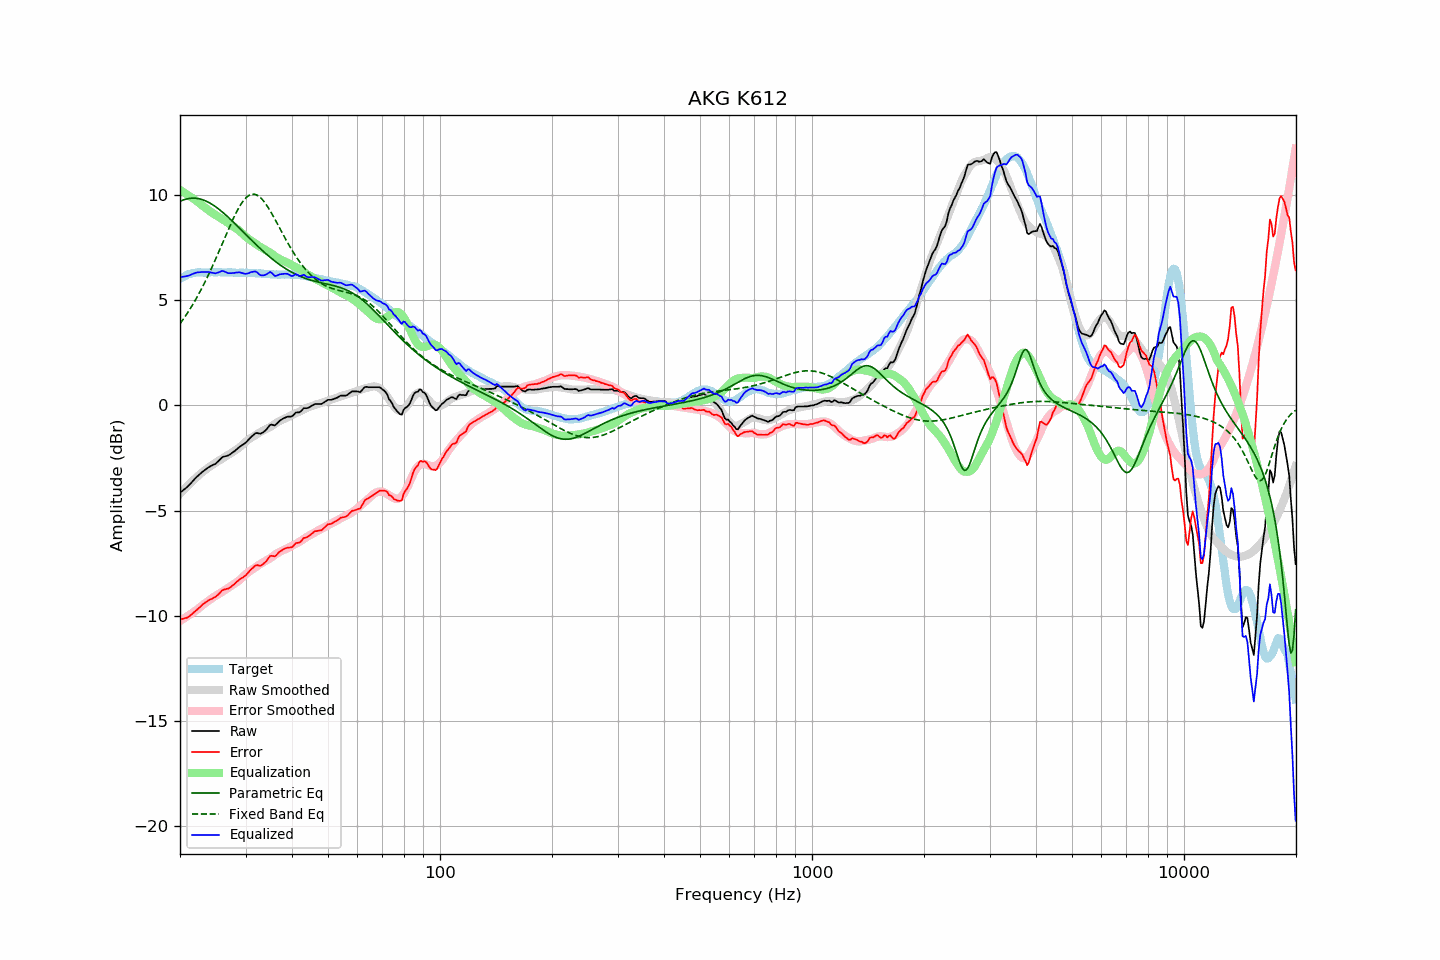 AKG K612
Amplitude (dBr)
10
5
0
−5
−10
−15
−20
Target
Raw Smoothed
Error Smoothed
Raw
Error
Equalization
Parametric Eq
Fixed Band Eq
Equalized
100
1000
10000
Frequency (Hz)